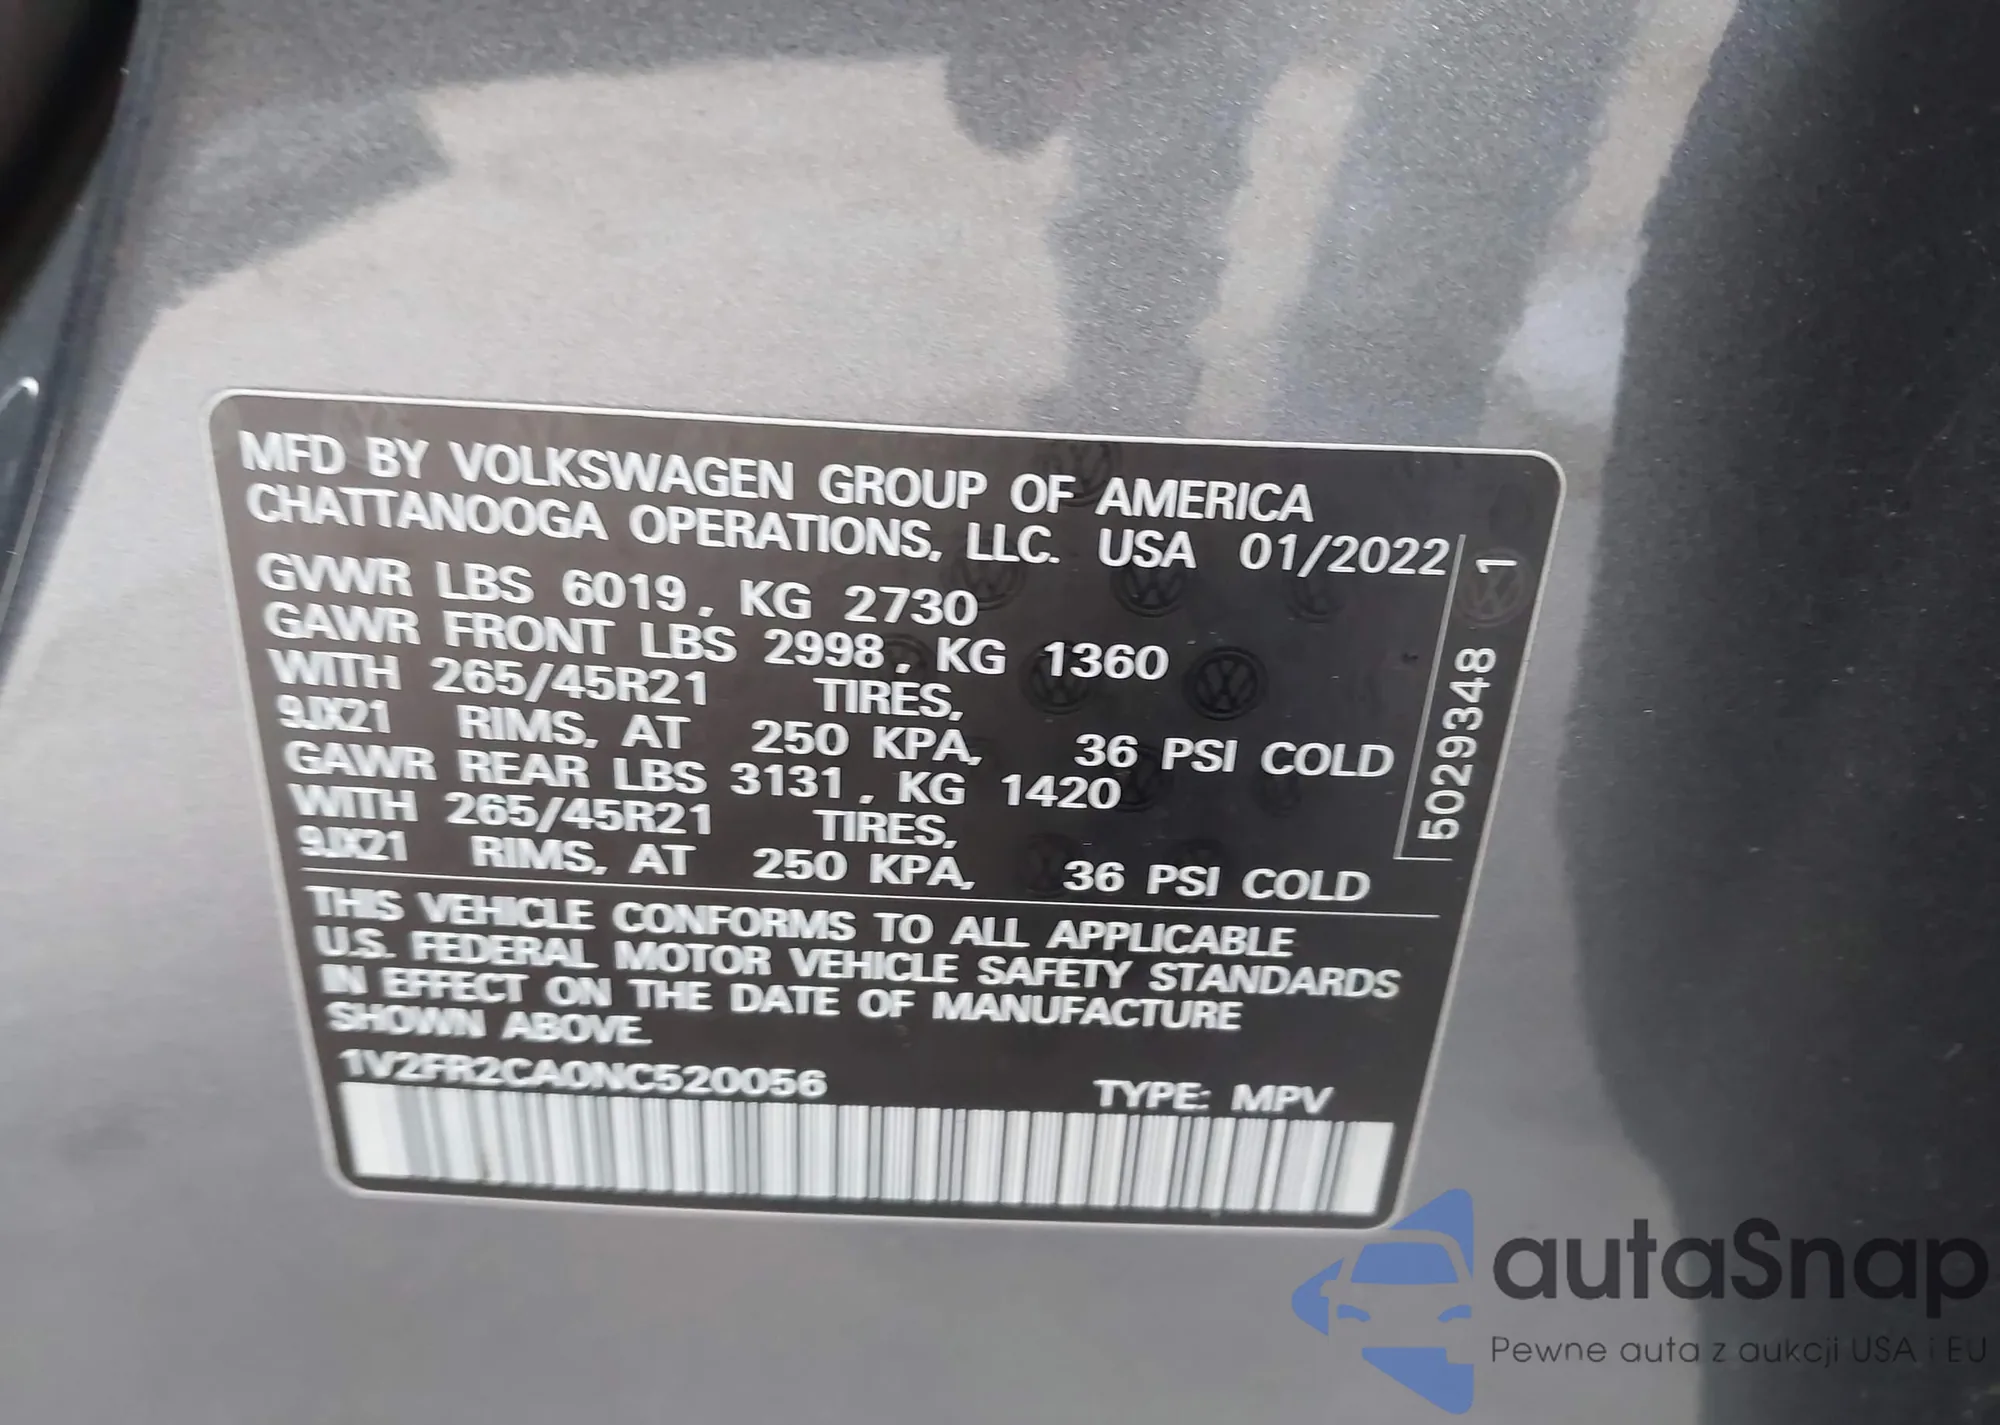 MFD BY VOLKSWAGEN GROUP OF AMERICA
CHATTANOOGA OPERATIONS, LLC. USA 01/2022
GVWR LBS 6019, KG 2730
GAWR FRONT LBS 2998, KG 1360
WITH 265/45R21 TIRES,
9JX21 RIMS, AT 250 KPA, 36 PSI COLD
GAWR REAR LBS 3131, KG 1420
WITH 265/45R21 TIRES,
9JX21 RIMS, AT 250 KPA, 36 PSI COLD
5029348 1
THIS VEHICLE CONFORMS TO ALL APPLICABLE
U.S. FEDERAL MOTOR VEHICLE SAFETY STANDARDS
IN EFFECT ON THE DATE OF MANUFACTURE
SHOWN ABOVE.
1V2FR2CA0NC520056 TYPE: MPV
autaSnap
Pewne auta z aukcji USA i EU